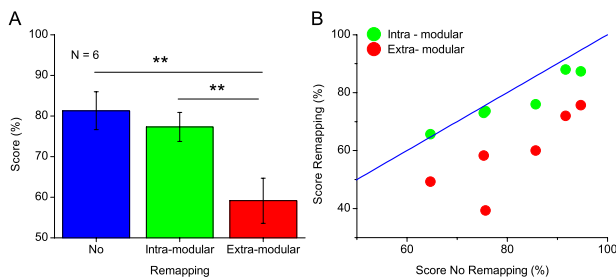 A
N = 6
**
**
Score (%)
90
80
70
60
50
No Intra-modular Extra-modular
Remapping
B
Intra - modular
Extra- modular
Score Remapping (%)
100
80
60
40
60 80 100
Score No Remapping (%)